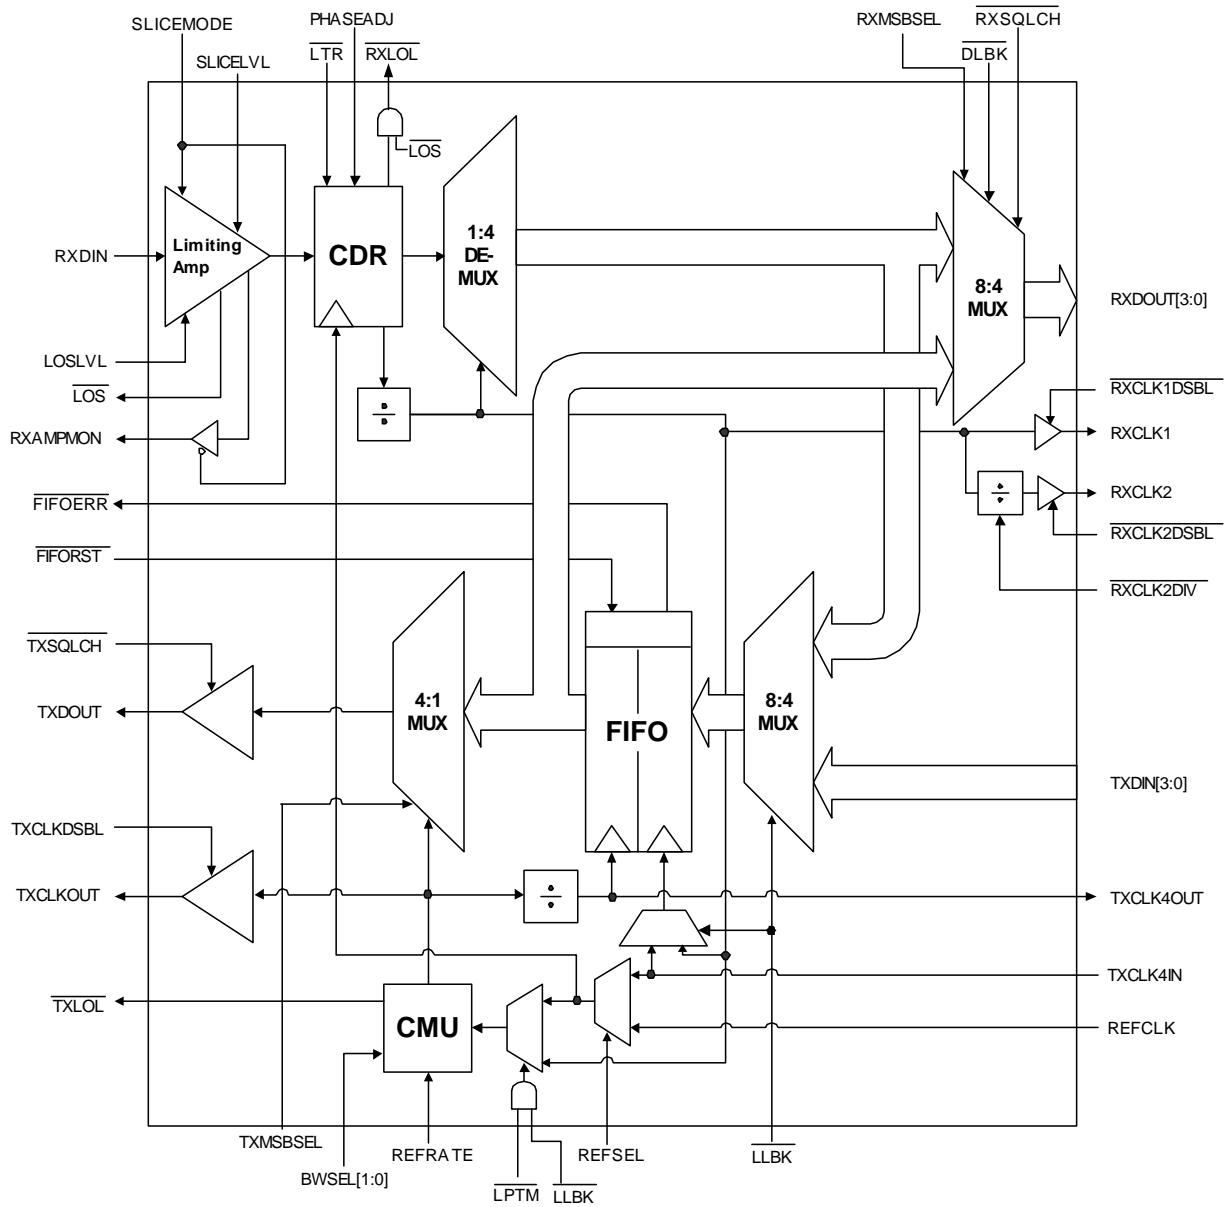 SLICEMODE
PHASEADJ
RXMSBSEL
RXSQLCH
SLICELVL
LTR
RXLOL
DLBK
LOS
RXDIN
Limiting
Amp
CDR
1:4
DE-
MUX
8:4
MUX
RXDOUT[3:0]
LOSLVL
LOS
RXAMPMON
÷
RXCLK1DSBL
RXCLK1
FIFOERR
÷
RXCLK2
RXCLK2DSBL
FIFORST
RXCLK2DIV
TXSQLCH
TXDOUT
4:1
MUX
FIFO
8:4
MUX
TXDIN[3:0]
TXCLKDSBL
TXCLKOUT
÷
TXCLK4OUT
TXCLK4IN
TXLOL
CMU
REFCLK
TXMSBSEL
REFRATE
REFSEL
LLBK
BWSEL[1:0]
LPTM
LLBK